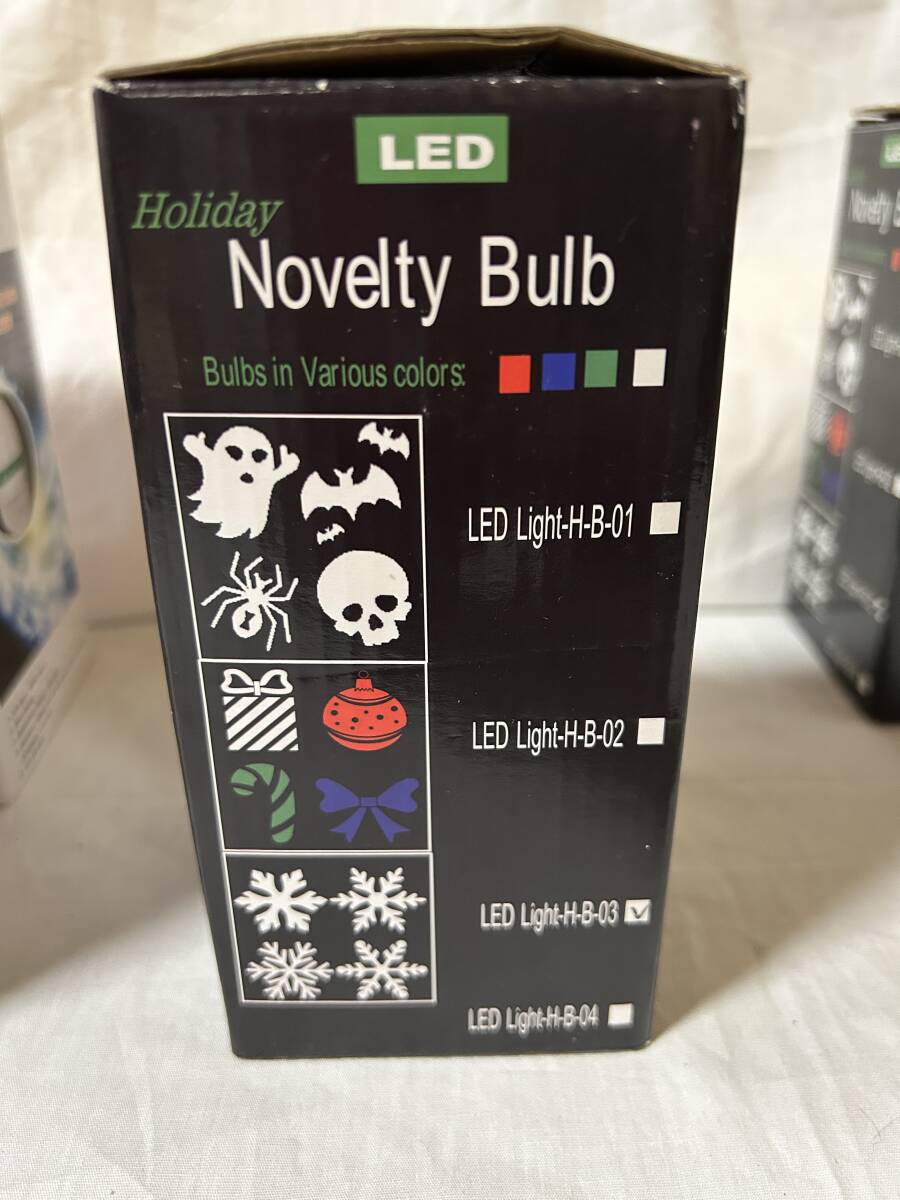 LED
Holiday
Novelty Bulb
Bulbs in Various colors:
LED Light-H-B-01
LED Light-H-B-02
LED Light-H-B-03
LED Light-H-B-04
Novelty